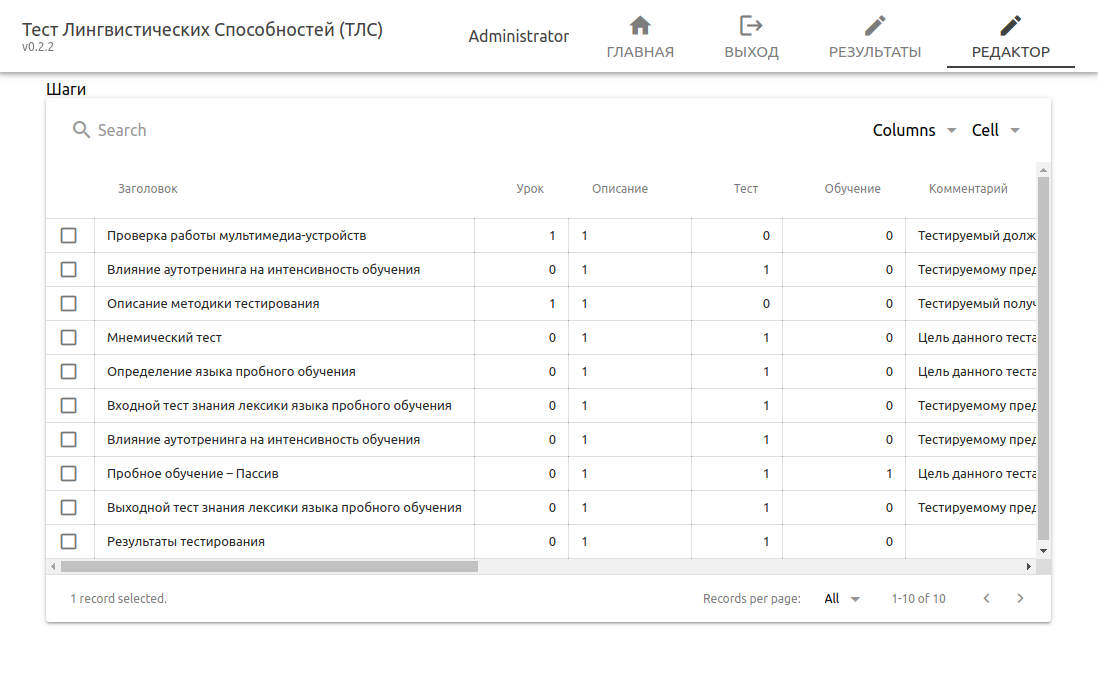 Тест Лингвистических Способностей (ТЛС)
v0.2.2
Administrator
ГЛАВНАЯ
ВЫХОД
РЕЗУЛЬТАТЫ
РЕДАКТОР
Шаги
Search
Columns
Cell
Заголовок Урок Описание Тест Обучение Комментарий
Проверка работы мультимедиа-устройств 1 1 0 0 Тестируемый долж
Влияние аутотренинга на интенсивность обучения 0 1 1 0 Тестируемому пред
Описание методики тестирования 1 1 0 0 Тестируемый получ
Мнемический тест 0 1 1 0 Цель данного теста
Определение языка пробного обучения 0 1 1 0 Цель данного теста
Входной тест знания лексики языка пробного обучения 0 1 1 0 Тестируемому пред
Влияние аутотренинга на интенсивность обучения 0 1 1 0 Тестируемому пред
Пробное обучение – Пассив 0 1 1 1 Цель данного теста
Выходной тест знания лексики языка пробного обучения 0 1 1 0 Тестируемому пред
Результаты тестирования 0 1 1 0
1 record selected.
Records per page: All 1-10 of 10